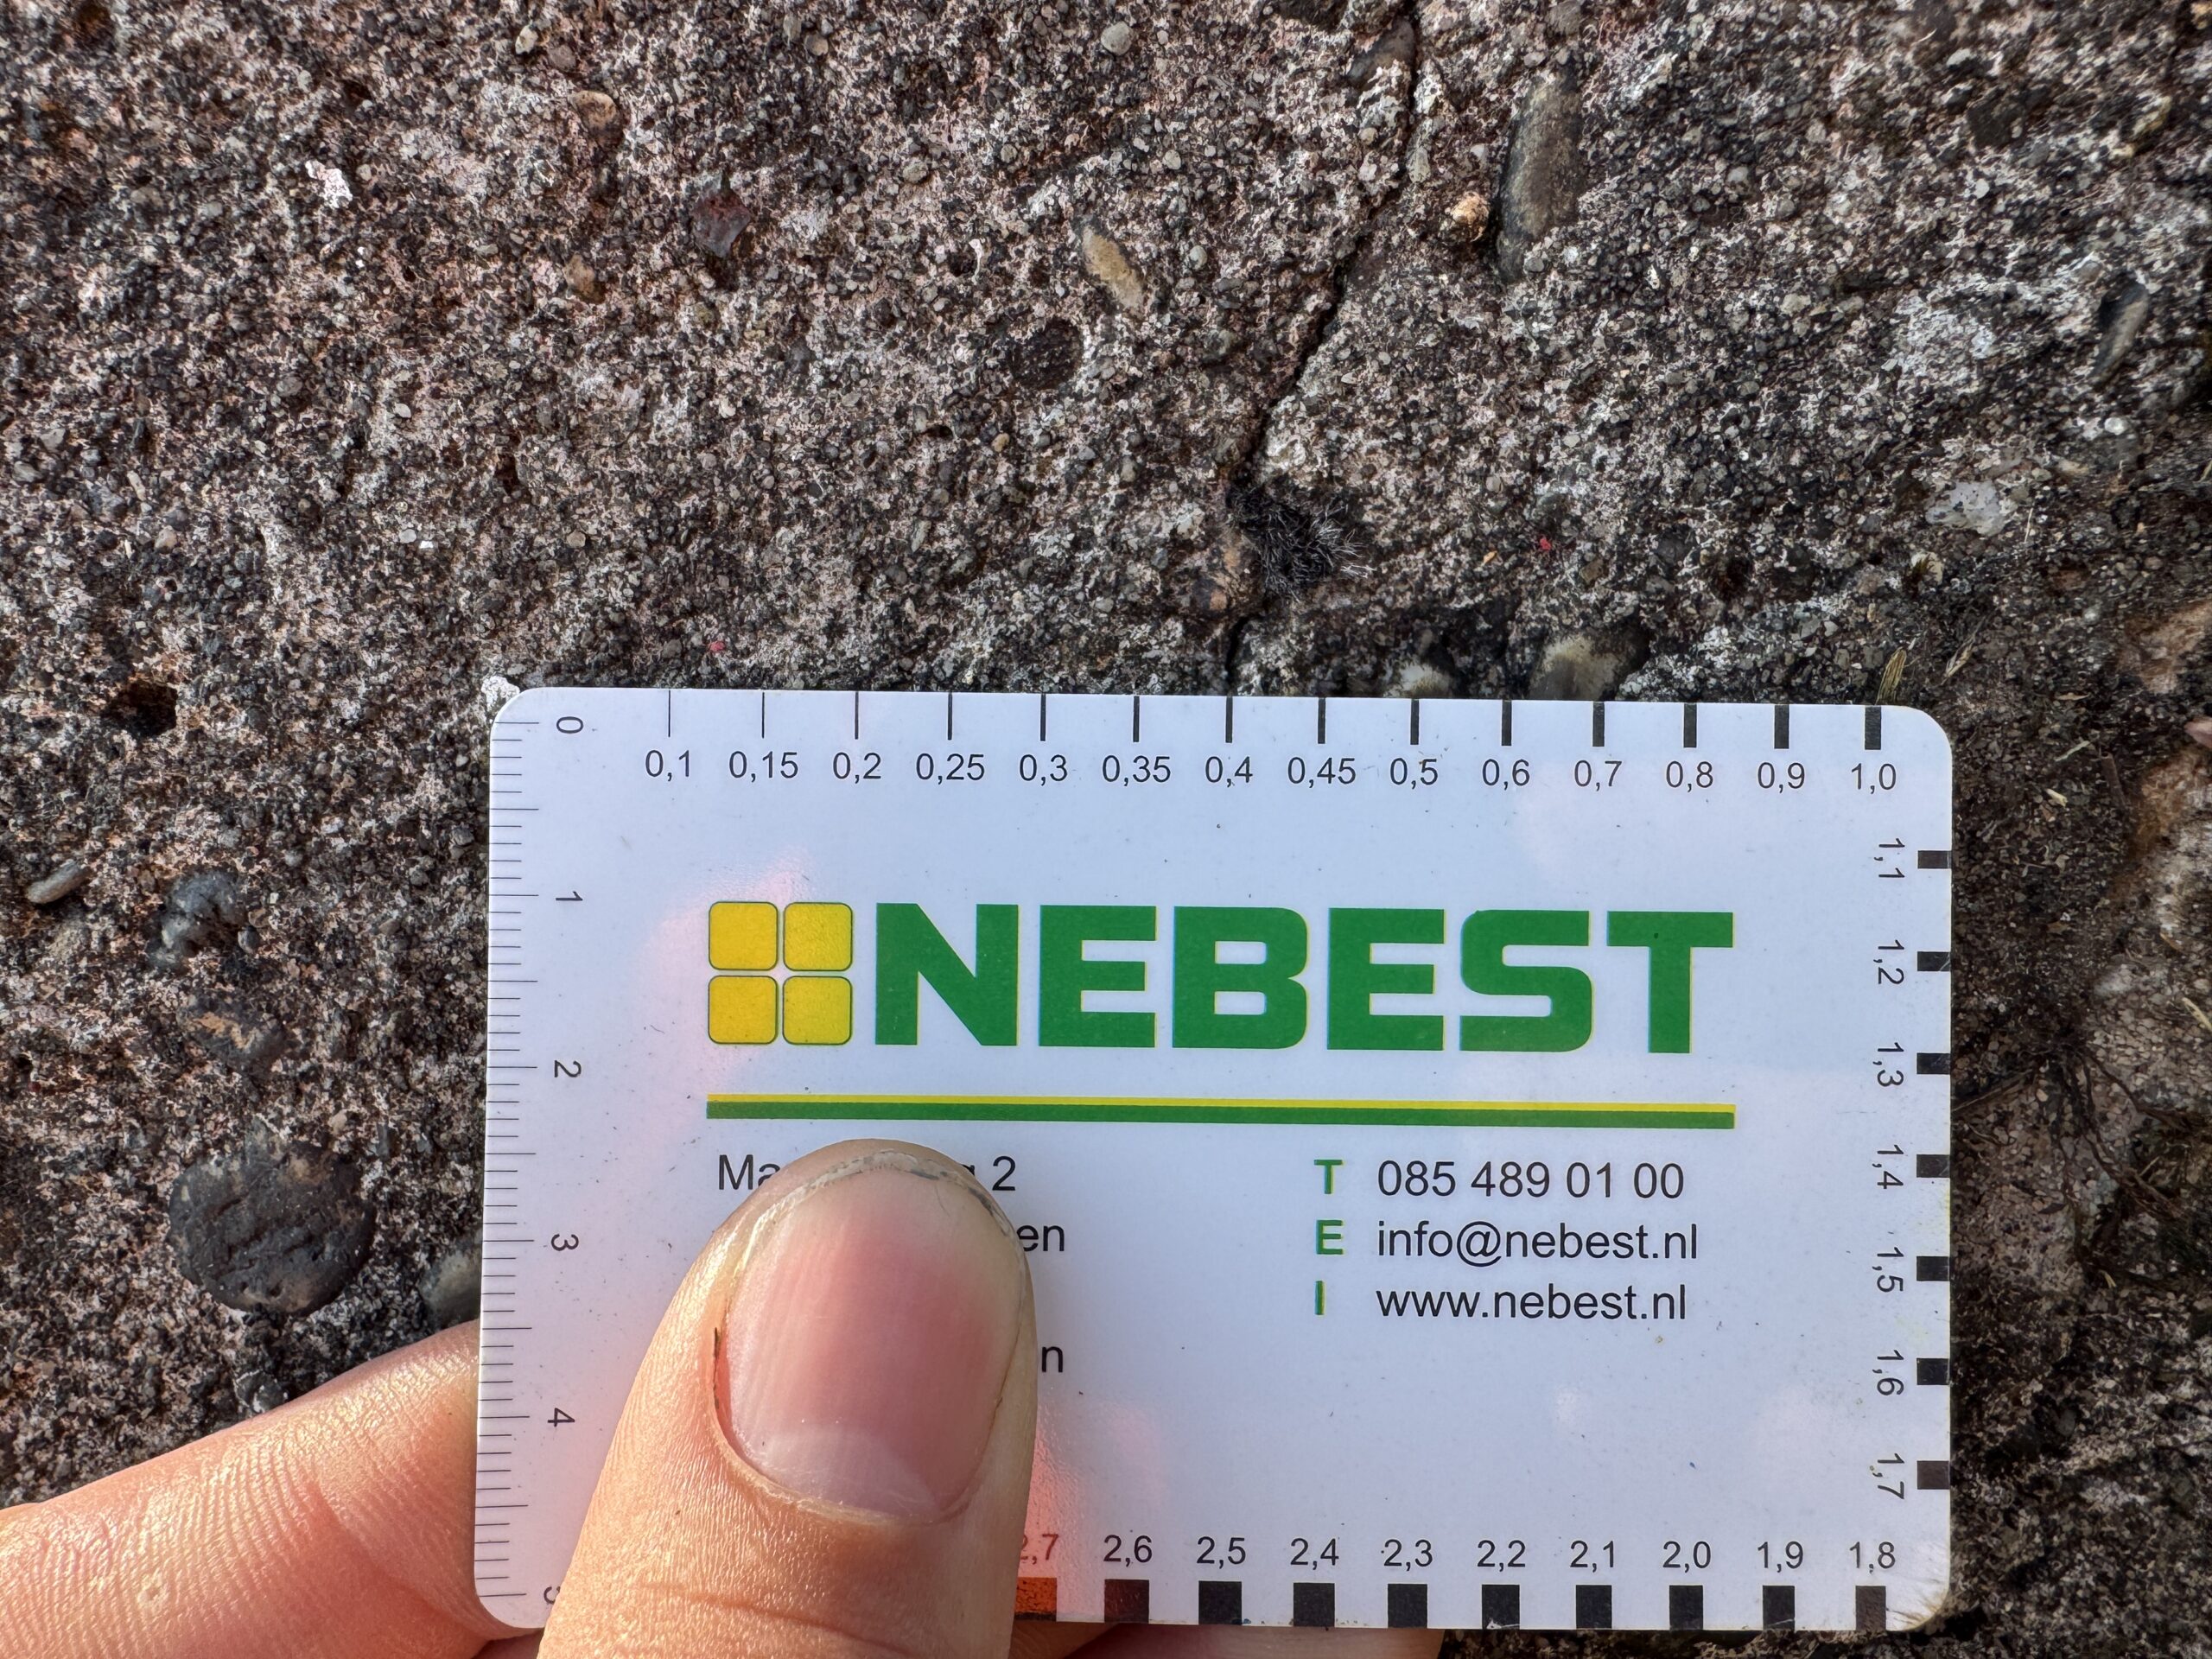 0 0,1 0,15 0,2 0,25 0,3 0,35 0,4 0,45 0,5 0,6 0,7 0,8 0,9 1,0
1,1
1
NEBEST
1,2
2
1,3
2
T 085 489 01 00
1,4
3
en
E info@nebest.nl
1,5
I www.nebest.nl
n
1,6
4
1,7
2,7 2,6 2,5 2,4 2,3 2,2 2,1 2,0 1,9 1,8